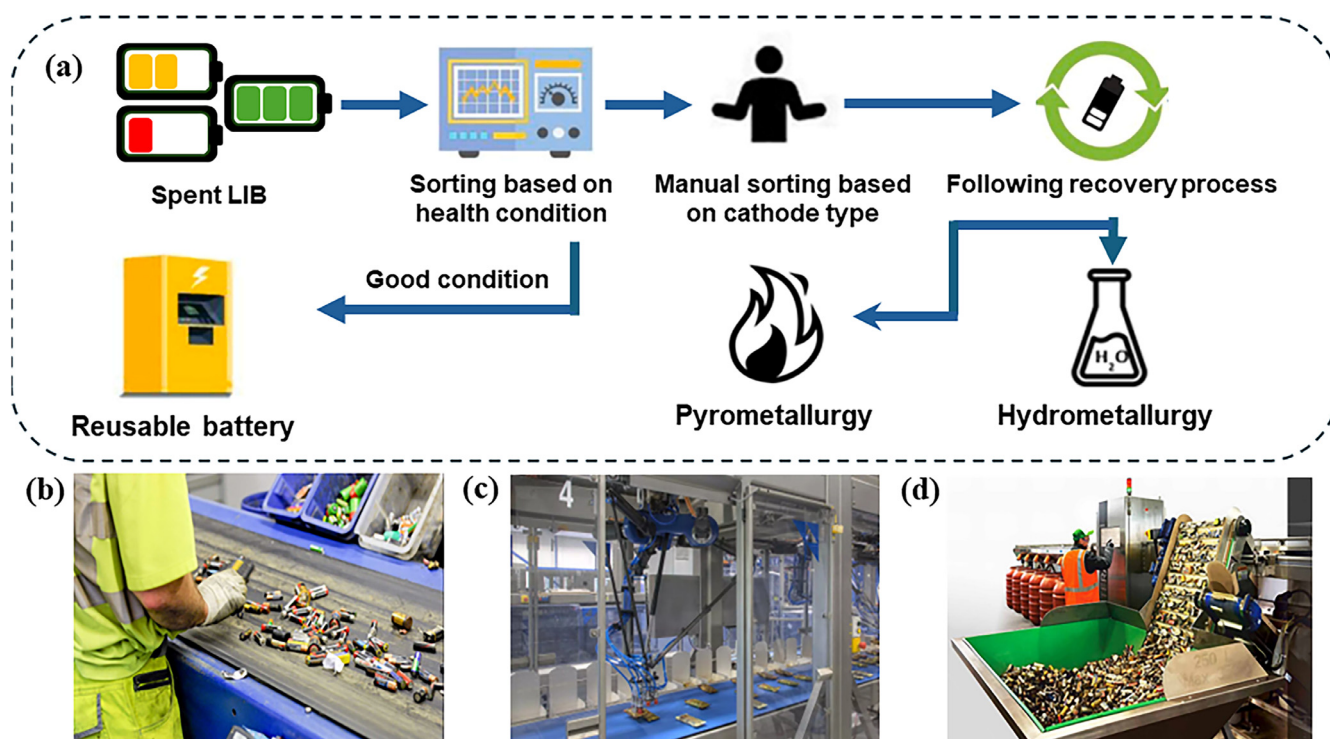 (a)
Spent LIB
Sorting based on
health condition
Manual sorting based
on cathode type
Following recovery process
Good condition
Reusable battery
Pyrometallurgy
H2O
Hydrometallurgy
(b)
(c)
4
(d)
250